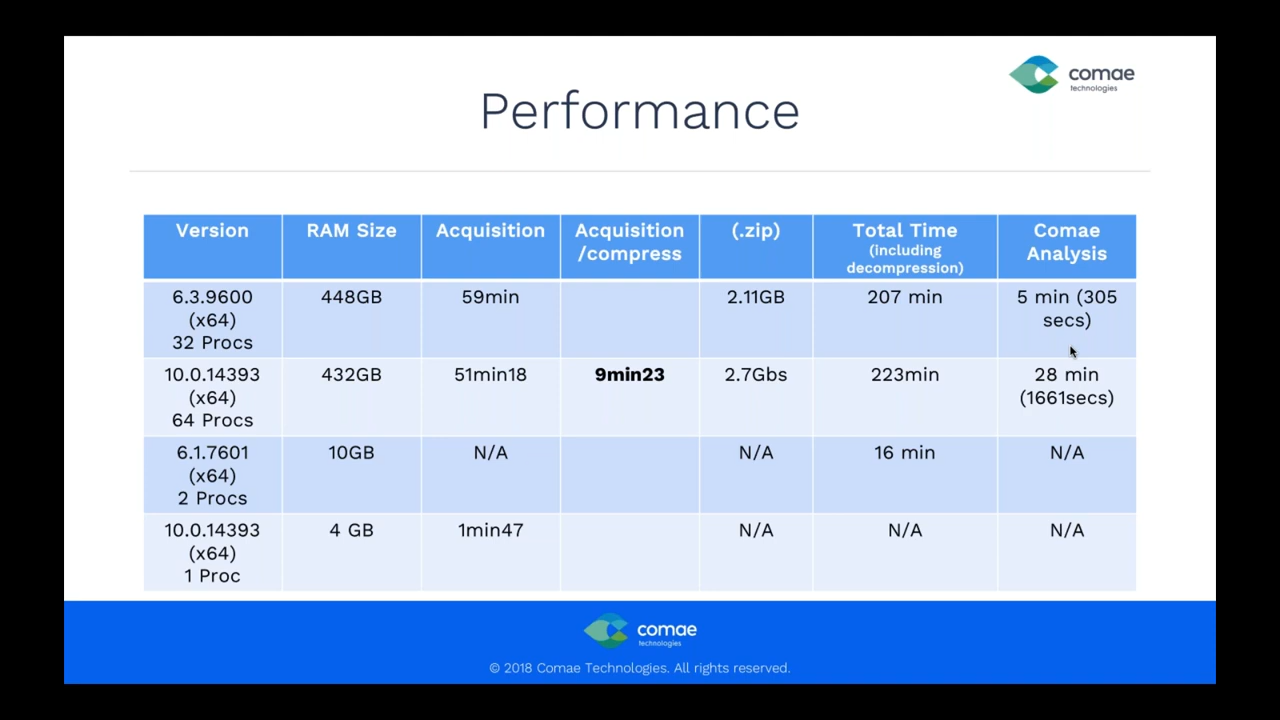 comae
technologies
Performance
Version
RAM Size
Acquisition
Acquisition
/compress
(.zip)
Total Time
(including
decompression)
Comae
Analysis
6.3.9600
(x64)
32 Procs
448GB
59min
2.11GB
207 min
5 min (305
secs)
10.0.14393
(x64)
64 Procs
432GB
51min18
9min23
2.7Gbs
223min
28 min
(1661secs)
6.1.7601
(x64)
2 Procs
10GB
N/A
N/A
16 min
N/A
10.0.14393
(x64)
1 Proc
4 GB
1min47
N/A
N/A
N/A
comae
technologies
© 2018 Comae Technologies. All rights reserved.